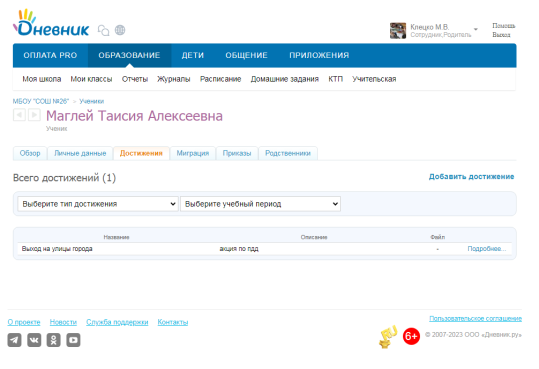 Дневник
Клецко М.В.
Сотрудник, Родитель
Помощь
Выход
ОПЛАТА PRO ОБРАЗОВАНИЕ ДЕТИ ОБЩЕНИЕ ПРИЛОЖЕНИЯ
Моя школа Мои классы Отчеты Журналы Расписание Домашние задания КТП Учительская
МБОУ "СОШ №26" → Ученики
Маглей Таисия Алексеевна
Ученик
Обзор Личные данные Достижения Миграция Приказы Родственники
Всего достижений (1) Добавить достижение
Выберите тип достижения Выберите учебный период
Название Описание Файл
Выход на улицы города акция по пдд - Подробнее...
О проекте Новости Служба поддержки Контакты
Пользовательское соглашение
6+
© 2007-2023 ООО «Дневник.ру»